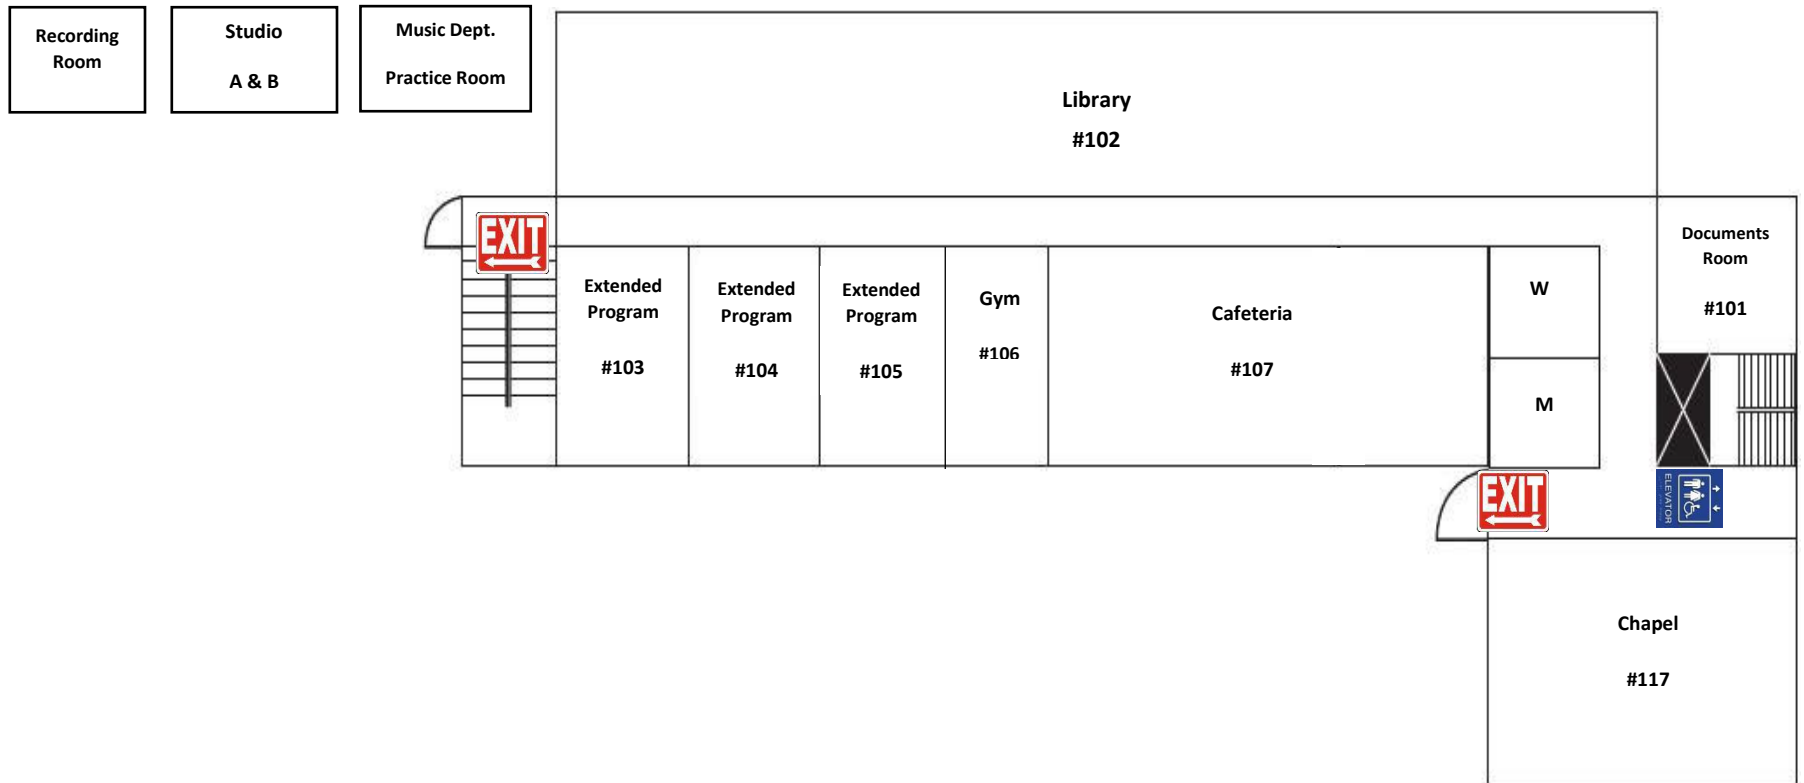 Recording
Room
Studio
A & B
Music Dept.
Practice Room
Library
#102
EXIT
Documents
Room
#101
Extended
Program
#103
Extended
Program
#104
Extended
Program
#105
Gym
#106
Cafeteria
#107
W
M
EXIT
ELEVATOR
Chapel
#117